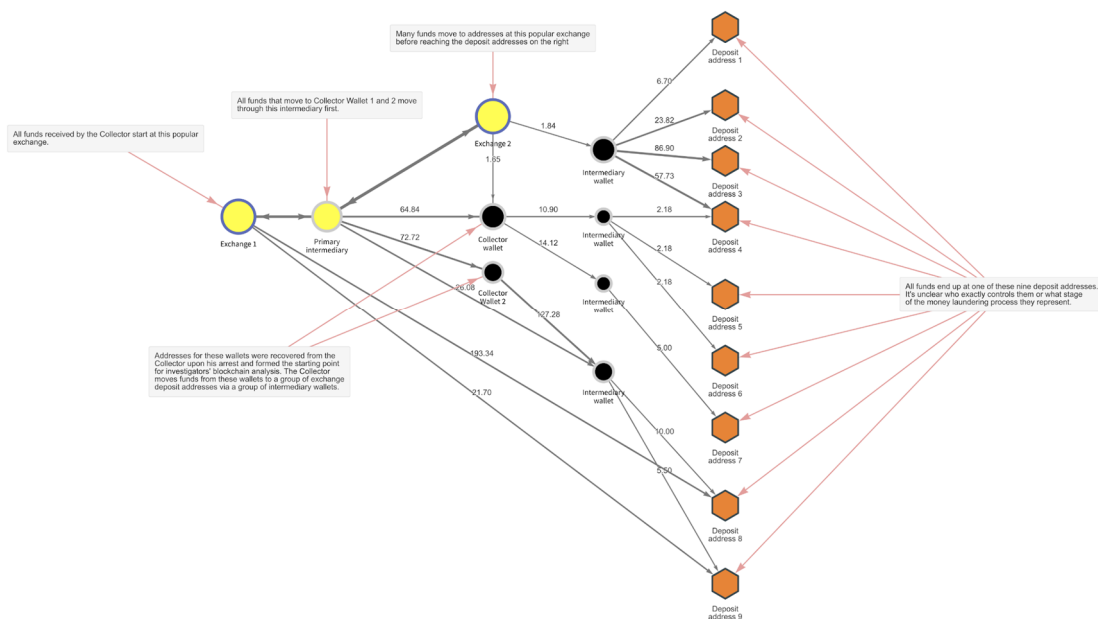 Many funds move to addresses at this popular exchange
before reaching the deposit addresses on the right
All funds that move to Collector Wallet 1 and 2 move
through this intermediary first.
All funds received by the Collector start at this popular
exchange.
Deposit
address 1
6.70
1.84
23.82
Deposit
address 2
Exchange 2
86.90
1.65
Intermediary
wallet
57.73
Deposit
address 3
64.84
10.90
2.18
Exchange 1
Primary
intermediary
Collector
wallet
Intermediary
wallet
Deposit
address 4
72.72
14.12
2.18
2.18
26.08
Collector
Wallet 2
Intermediary
wallet
127.28
Deposit
address 5
All funds end up at one of these nine deposit addresses.
It's unclear who exactly controls them or what stage
of the money laundering process they represent.
Addresses for these wallets were recovered from the
Collector upon his arrest and formed the starting point
for investigators' blockchain analysis. The Collector
moves funds from these wallets to a group of exchange
deposit addresses via a group of intermediary wallets.
193.34
5.00
Deposit
address 6
21.70
Intermediary
wallet
10.00
Deposit
address 7
5.50
Deposit
address 8
Deposit
address 9